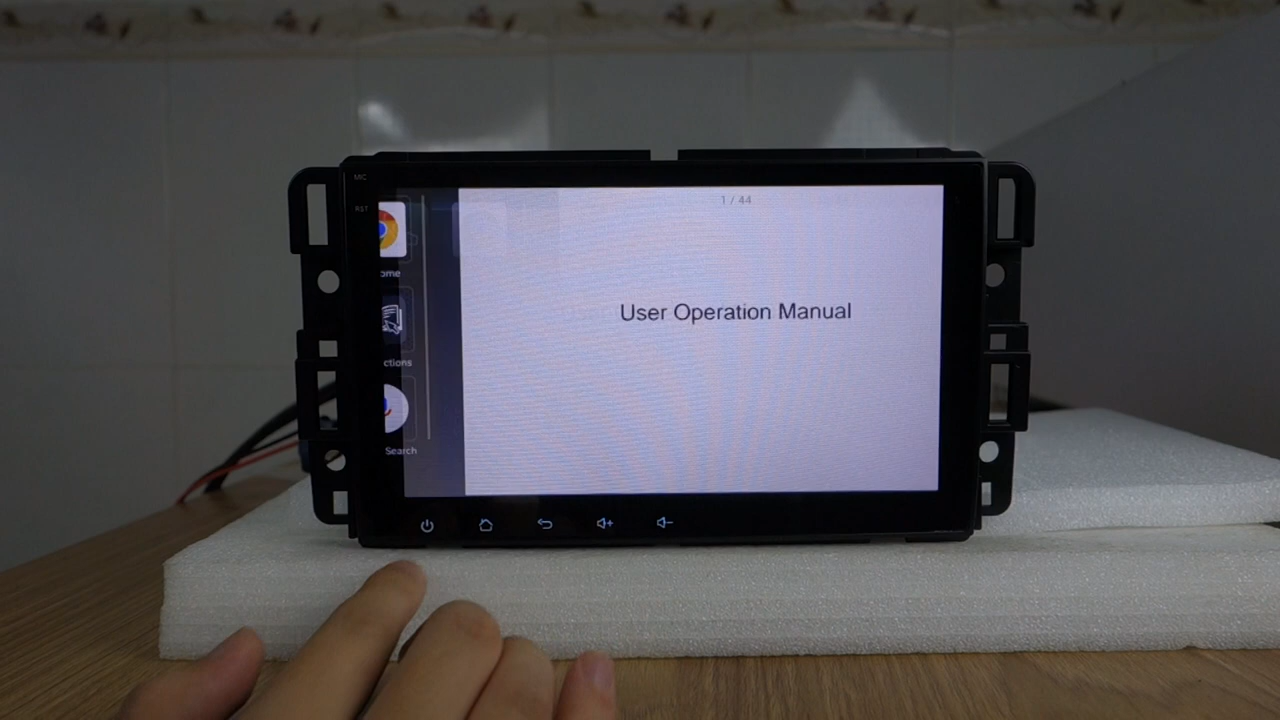 MIC
RST
1 / 44
ome
User Operation Manual
ctions
Search